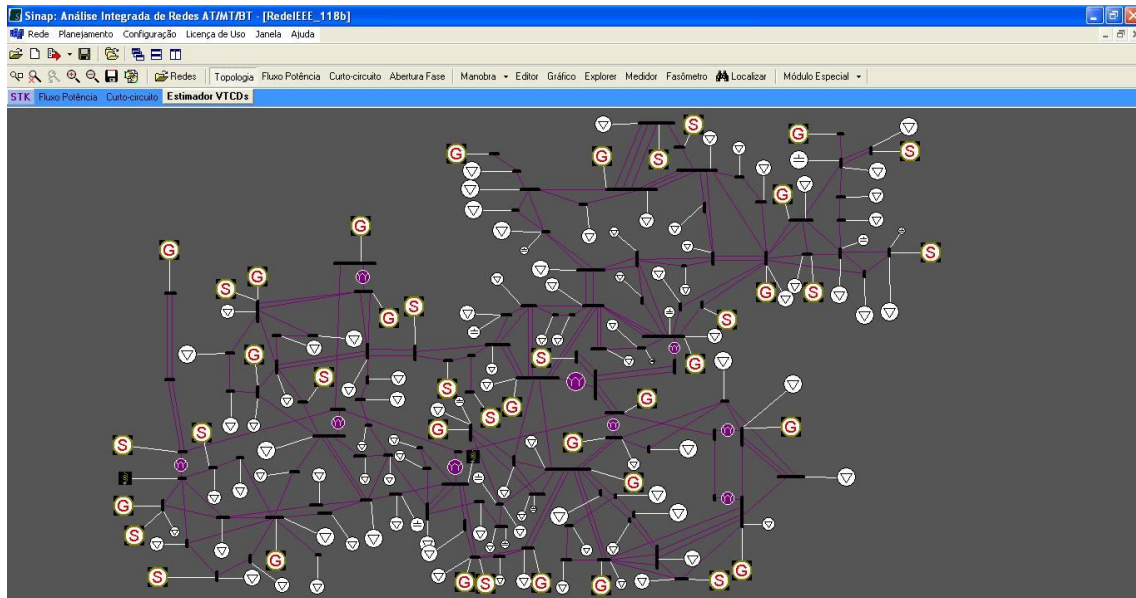 Sinap: Análise Integrada de Redes AT/MT/BT - [RedeIEEE_118b]
Rede Planejamento Configuração Licença de Uso Janela Ajuda
Redes Topologia Fluxo Potência Curto-circuito Abertura Fase Manobra Editor Gráfico Explorer Medidor Fasômetro Localizar Módulo Especial
STK Fluxo Potência Curto-circuito Estimador VTCDs
S
G G
G S
G
S
G
G
S G
G S
S
G
G S
G
S
G
S
S
G
S
G
S G
G
G
G
G
S
S
G
G
S
G
S
G S G
G
S
G